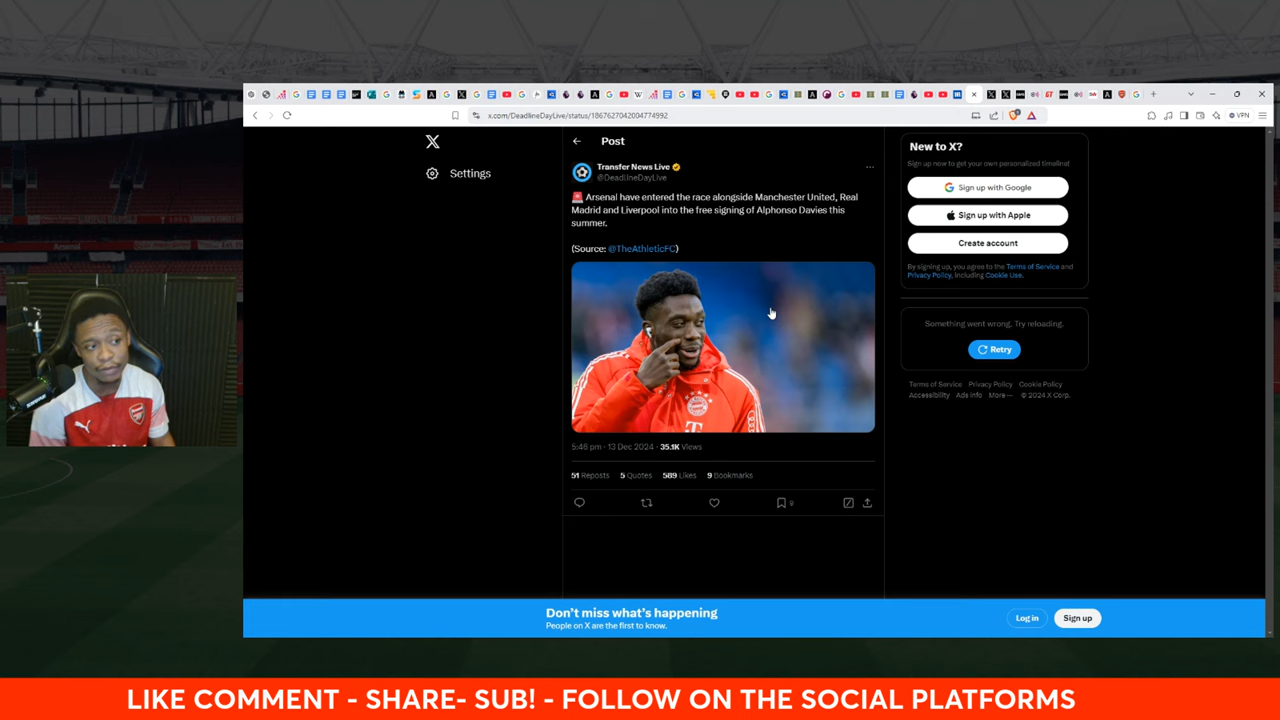 x.com/DeadlineDayLive/status/1867627042004774992
VPN
Settings
Post
Transfer News Live
@DeadlineDayLive
🚨 Arsenal have entered the race alongside Manchester United, Real
Madrid and Liverpool into the free signing of Alphonso Davies this
summer.
(Source: @TheAthleticFC)
5:46 pm · 13 Dec 2024 · 35.1K Views
51 Reposts 5 Quotes 589 Likes 9 Bookmarks
9
New to X?
Sign up now to get your own personalized timeline!
Sign up with Google
Sign up with Apple
Create account
By signing up, you agree to the Terms of Service and
Privacy Policy, including Cookie Use.
Something went wrong. Try reloading.
Retry
Terms of Service Privacy Policy Cookie Policy
Accessibility Ads info More ··· © 2024 X Corp.
Don't miss what's happening
People on X are the first to know.
Log in
Sign up
LIKE COMMENT - SHARE- SUB! - FOLLOW ON THE SOCIAL PLATFORMS